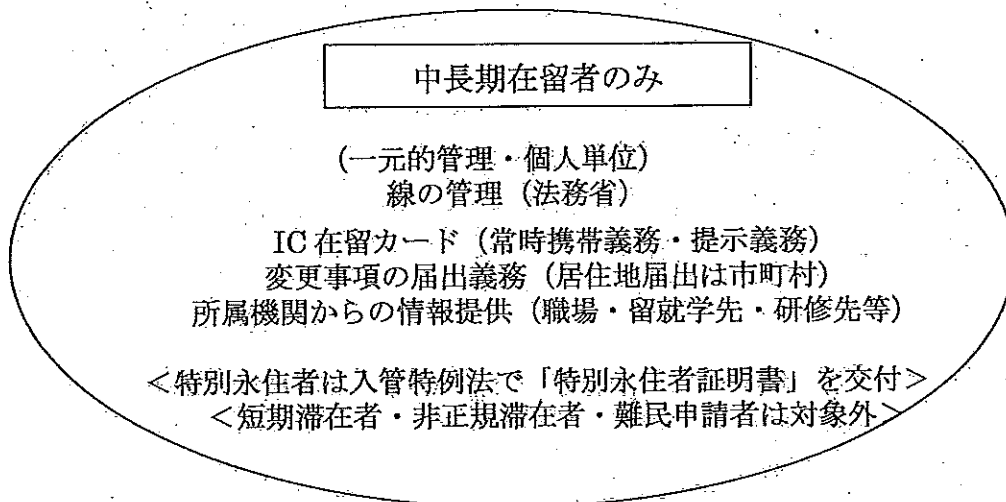 中長期在留者のみ
(一元的管理・個人単位)
線の管理（法務省）
IC在留カード（常時携帯義務・提示義務）
変更事項の届出義務（居住地届出は市町村）
所属機関からの情報提供（職場・留就学先・研修先等）
＜特別永住者は入管特例法で「特別永住者証明書」を交付＞
＜短期滞在者・非正規滞在者・難民申請者は対象外＞